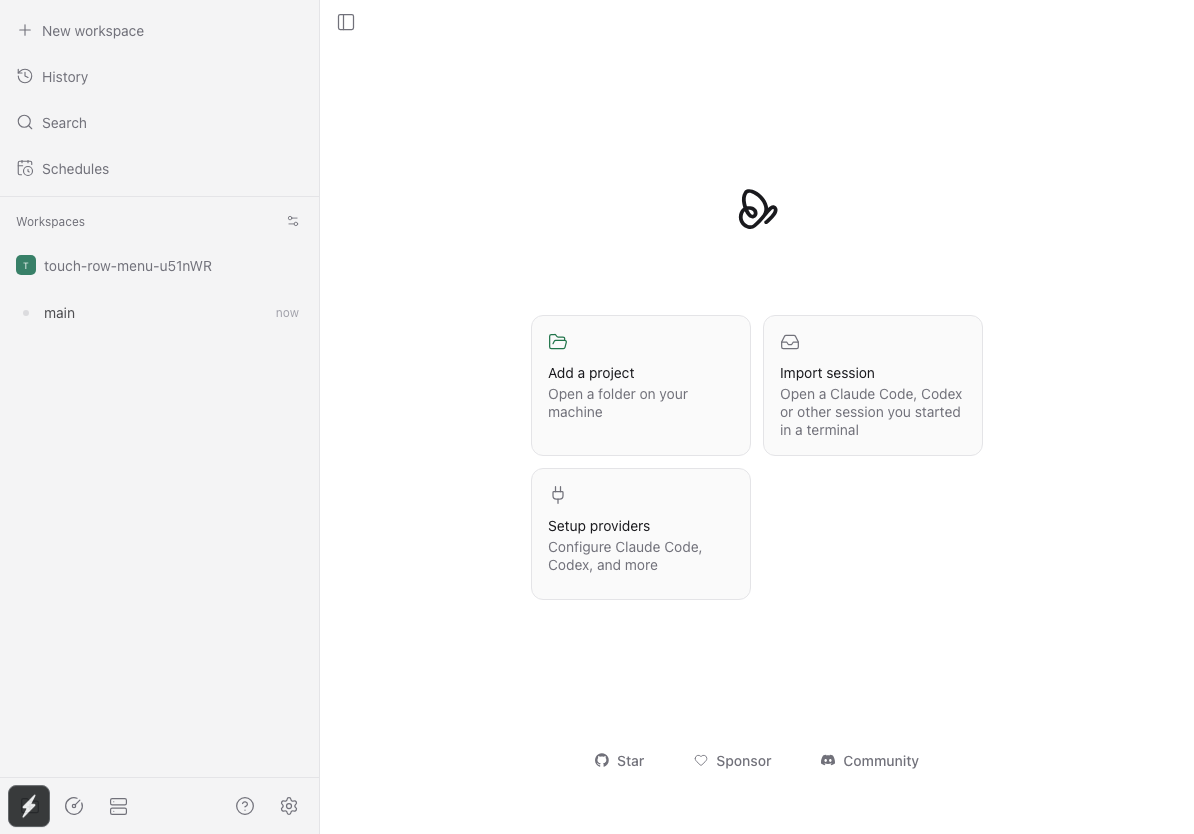 New workspace
History
Search
Schedules
Workspaces
T
touch-row-menu-u51nWR
main
now
Add a project
Open a folder on your
machine
Import session
Open a Claude Code, Codex
or other session you started
in a terminal
Setup providers
Configure Claude Code,
Codex, and more
Star
Sponsor
Community